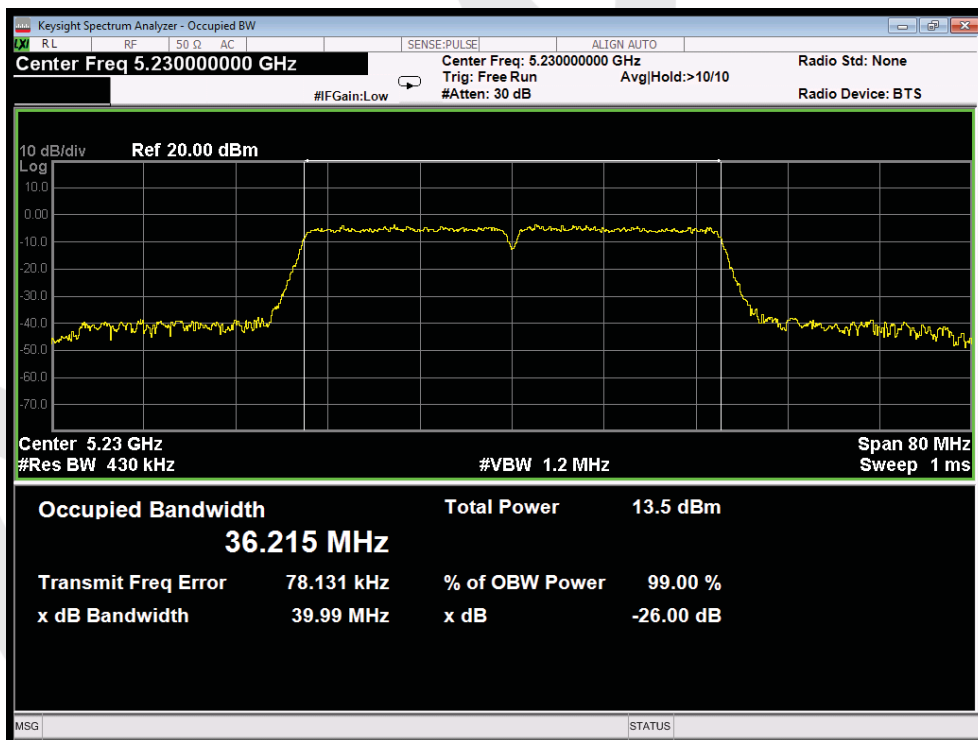 Keysight Spectrum Analyzer - Occupied BW
LXI RL RF 50 Ω AC SENSE:PULSE ALIGN AUTO
Center Freq 5.230000000 GHz
Center Freq: 5.230000000 GHz
Radio Std: None
Trig: Free Run Avg|Hold:>10/10
#IFGain:Low
#Atten: 30 dB
Radio Device: BTS
10 dB/div Ref 20.00 dBm
Log
10.0
0.00
-10.0
-20.0
-30.0
-40.0
-50.0
-60.0
-70.0
Center 5.23 GHz Span 80 MHz
#Res BW 430 kHz #VBW 1.2 MHz Sweep 1 ms
Occupied Bandwidth Total Power 13.5 dBm
36.215 MHz
Transmit Freq Error 78.131 kHz % of OBW Power 99.00 %
x dB Bandwidth 39.99 MHz x dB -26.00 dB
MSG STATUS